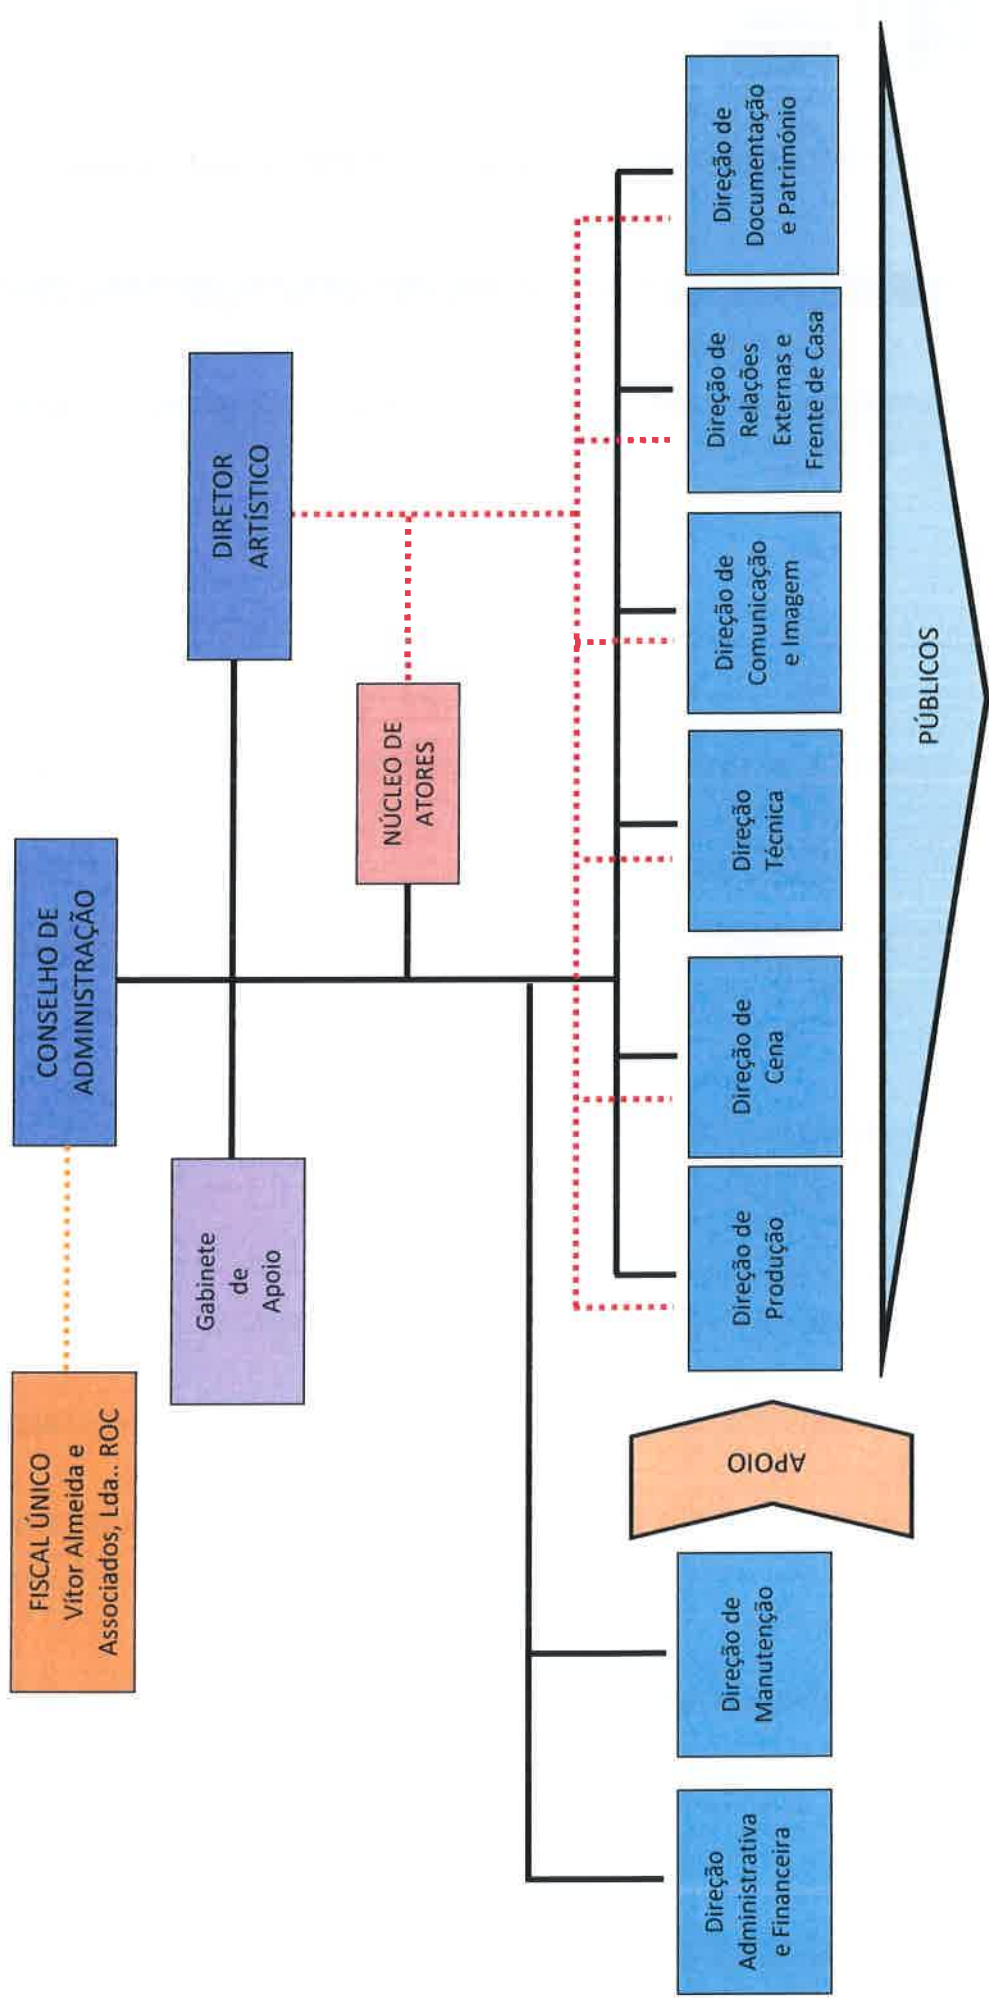 FISCAL ÚNICO
Vítor Almeida e
Associados, Lda.. ROC
CONSELHO DE
ADMINISTRAÇÃO
Gabinete
de
Apoio
DIRETOR
ARTÍSTICO
NÚCLEO DE
ATORES
Direção
Administrativa
e Financeira
Direção de
Manutenção
APOIO
Direção de
Produção
Direção de
Cena
Direção
Técnica
Direção de
Comunicação
e Imagem
Direção de
Relações
Externas e
Frente de Casa
Direção de
Documentação
e Património
PÚBLICOS